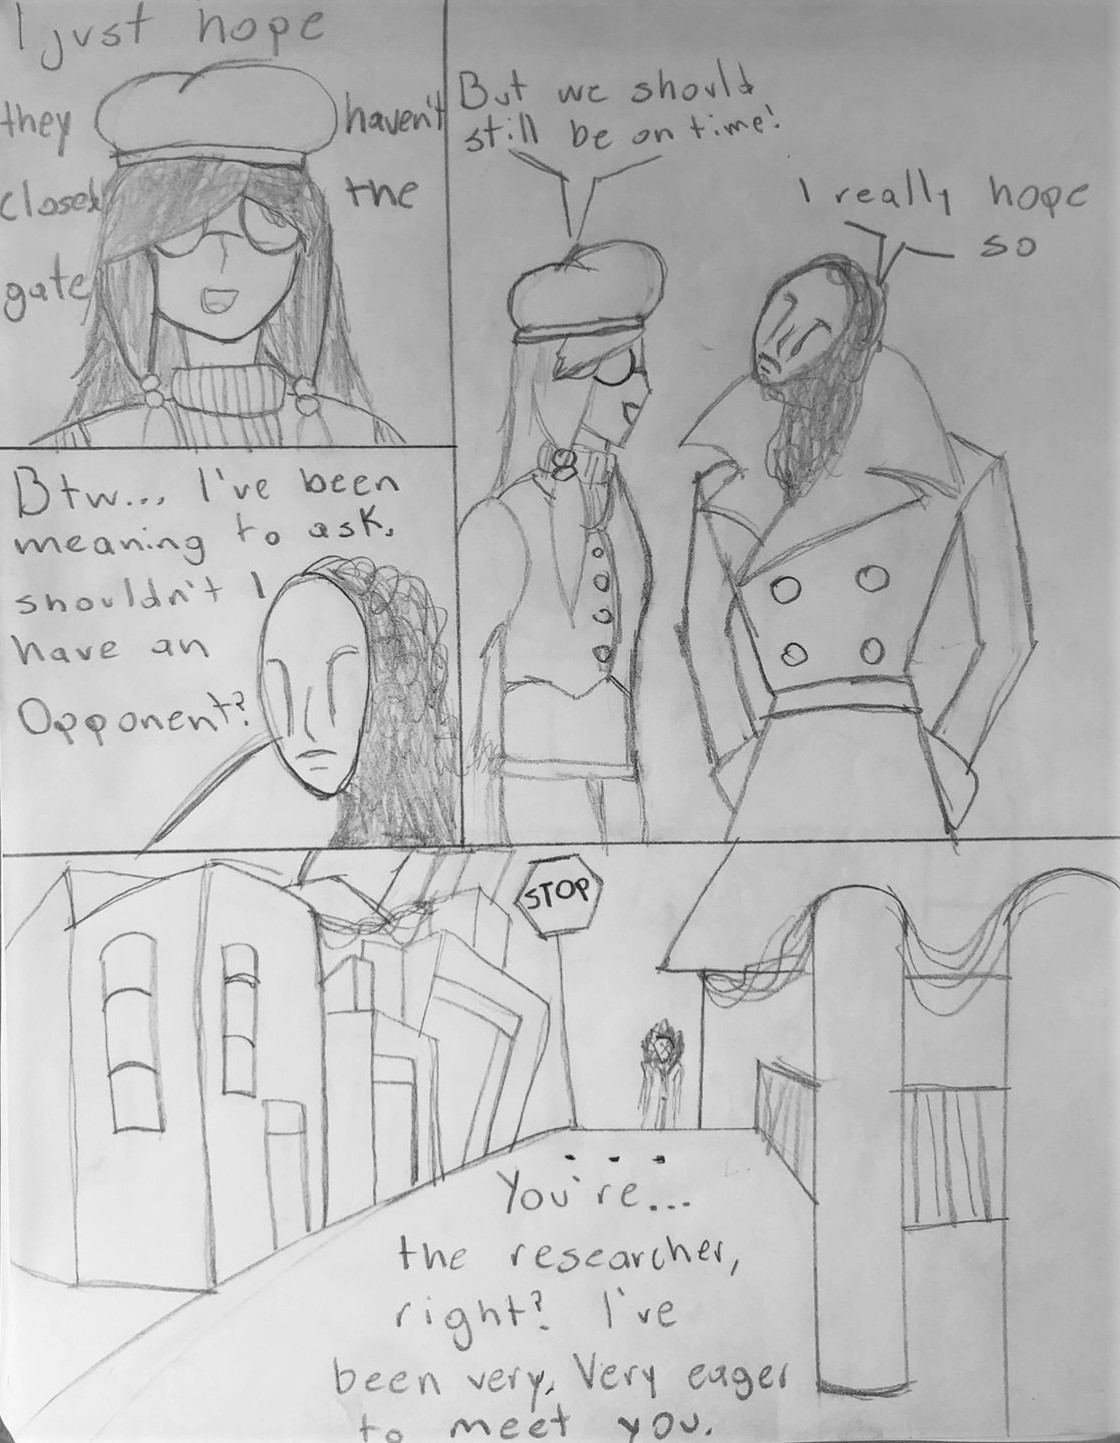 I just hope
they haven't
closed the
gate
But we should
still be on time!
I really hope
so
Btw... I've been
meaning to ask,
shouldn't I
have an
Opponent?
STOP
...
You're...
the researcher,
right? I've
been very, Very eager
to meet you.